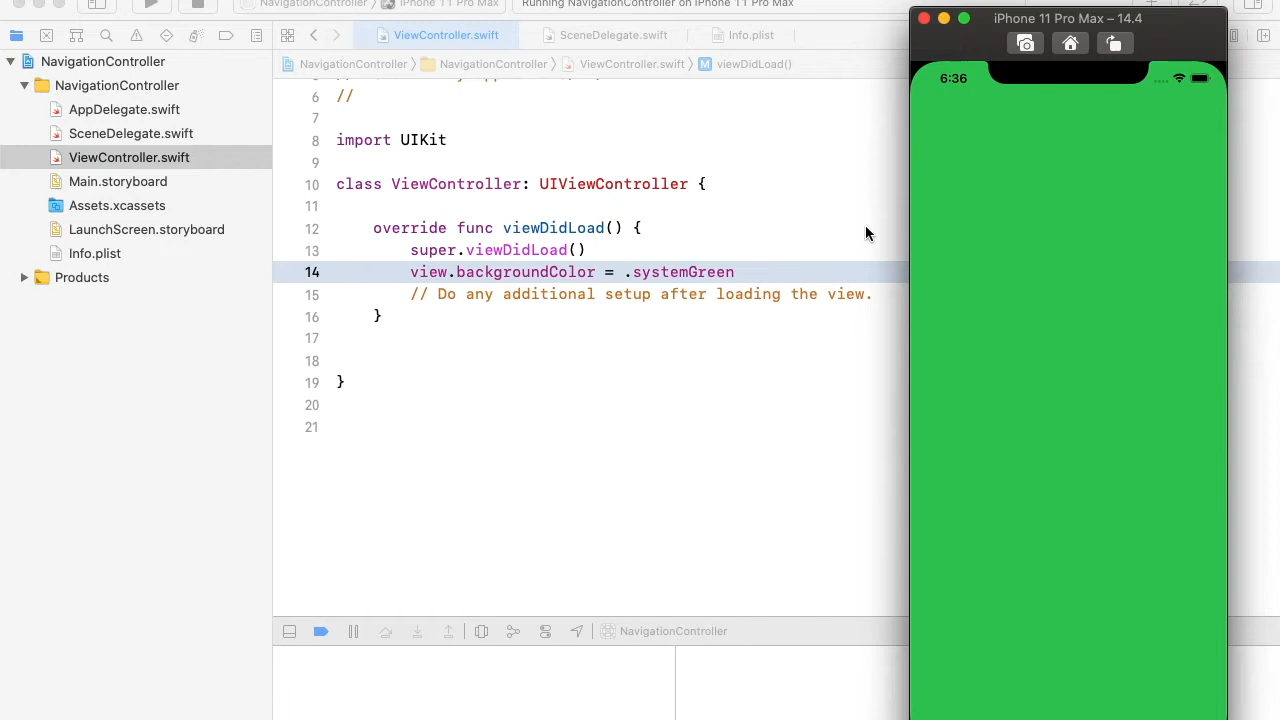 NavigationController 〉 iPhone 11 Pro Max
Running NavigationController on iPhone 11 Pro Max
iPhone 11 Pro Max – 14.4
ViewController.swift
SceneDelegate.swift
Info.plist
NavigationController 〉 NavigationController 〉 ViewController.swift 〉 M viewDidLoad()
6:36
NavigationController
NavigationController
AppDelegate.swift
SceneDelegate.swift
ViewController.swift
Main.storyboard
Assets.xcassets
LaunchScreen.storyboard
Info.plist
Products
6 //
7
8 import UIKit
9
10 class ViewController: UIViewController {
11
12 override func viewDidLoad() {
13 super.viewDidLoad()
14 view.backgroundColor = .systemGreen
15 // Do any additional setup after loading the view.
16 }
17
18
19 }
20
21
NavigationController